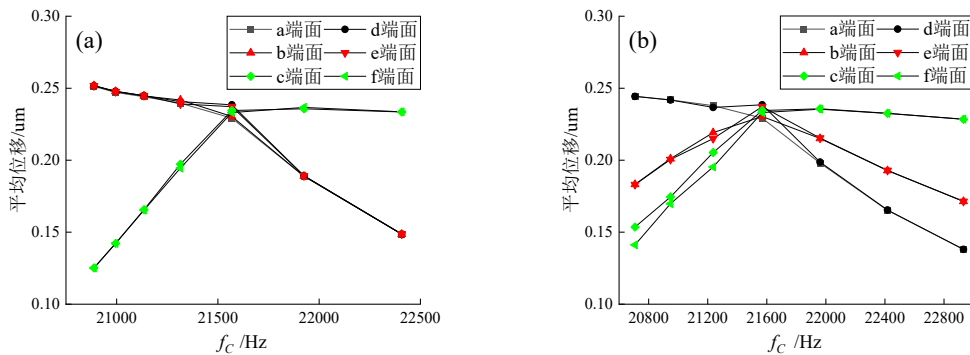 (a)
a端面 d端面
b端面 e端面
c端面 f端面
平均位移/um
0.30
0.25
0.20
0.15
0.10
21000 21500 22000 22500
f_C /Hz
(b)
a端面 d端面
b端面 e端面
c端面 f端面
平均位移/um
0.30
0.25
0.20
0.15
0.10
20800 21200 21600 22000 22400 22800
f_C /Hz